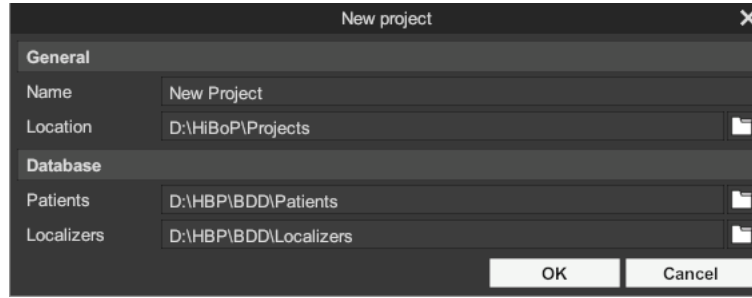 New project
General
Name New Project
Location D:\HiBoP\Projects
Database
Patients D:\HBP\BDD\Patients
Localizers D:\HBP\BDD\Localizers
OK Cancel